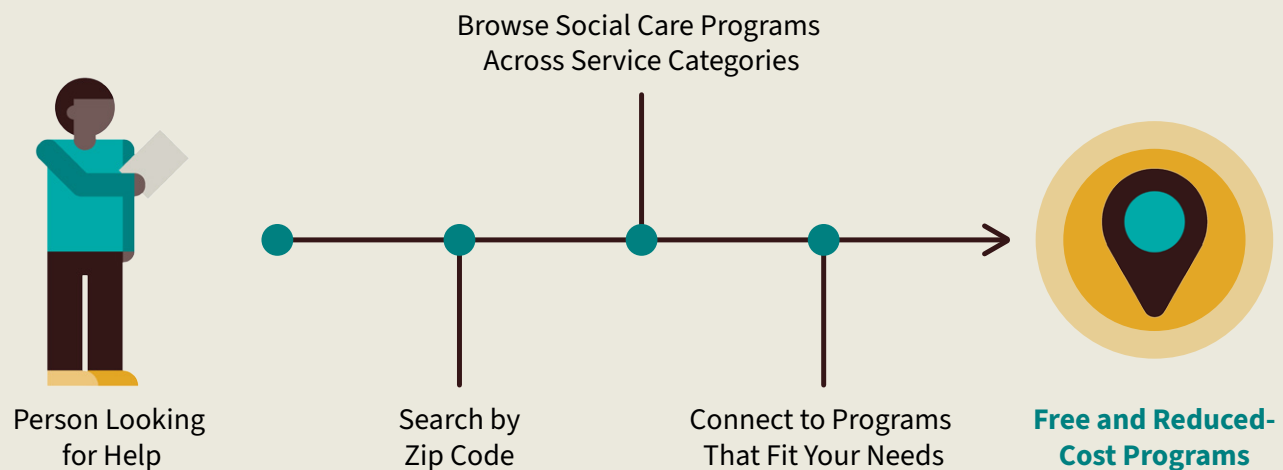 Browse Social Care Programs
Across Service Categories
Person Looking
for Help
Search by
Zip Code
Connect to Programs
That Fit Your Needs
Free and Reduced-
Cost Programs